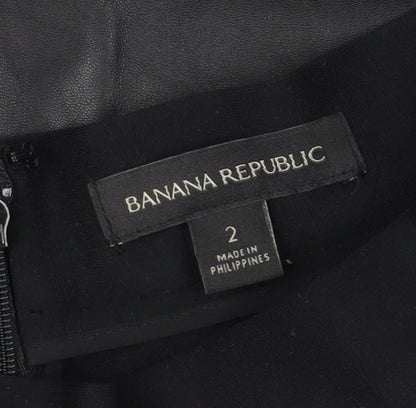 BANANA REPUBLIC
2
MADE IN
PHILIPPINES